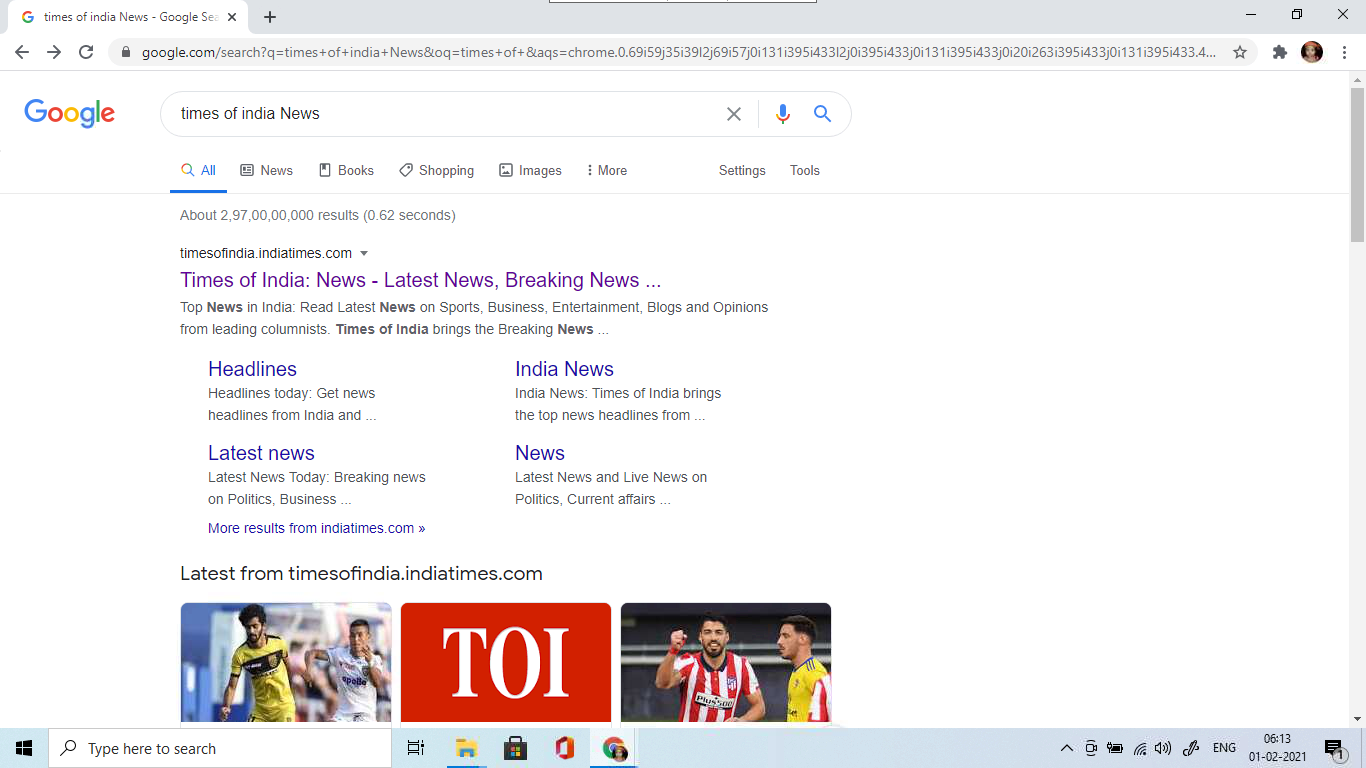 times of india News - Google Sea
google.com/search?q=times+of+india+News&oq=times+of+&aqs=chrome.0.69i59j35i39l2j69i57j0i131i395i433l2j0i395i433j0i131i395i433j0i20i263i395i433j0i131i395i433.4...
Google
times of india News
All News Books Shopping Images More Settings Tools
About 2,97,00,00,000 results (0.62 seconds)
timesofindia.indiatimes.com
Times of India: News - Latest News, Breaking News ...
Top News in India: Read Latest News on Sports, Business, Entertainment, Blogs and Opinions
from leading columnists. Times of India brings the Breaking News ...
Headlines
Headlines today: Get news
headlines from India and ...
India News
India News: Times of India brings
the top news headlines from ...
Latest news
Latest News Today: Breaking news
on Politics, Business ...
News
Latest News and Live News on
Politics, Current affairs ...
More results from indiatimes.com »
Latest from timesofindia.indiatimes.com
apollo
TOI
Plus500
Type here to search
ENG
06:13
01-02-2021
1